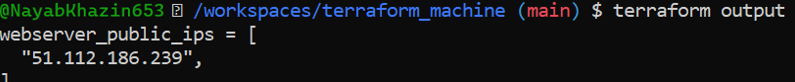 @NayabKhazin653 /workspaces/terraform_machine (main) $ terraform output
webserver_public_ips = [
"51.112.186.239",
]